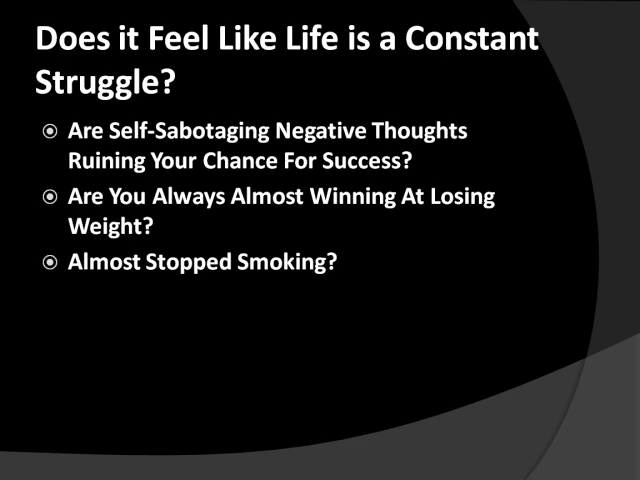 Does it Feel Like Life is a Constant
Struggle?
Are Self-Sabotaging Negative Thoughts
Ruining Your Chance For Success?
Are You Always Almost Winning At Losing
Weight?
Almost Stopped Smoking?